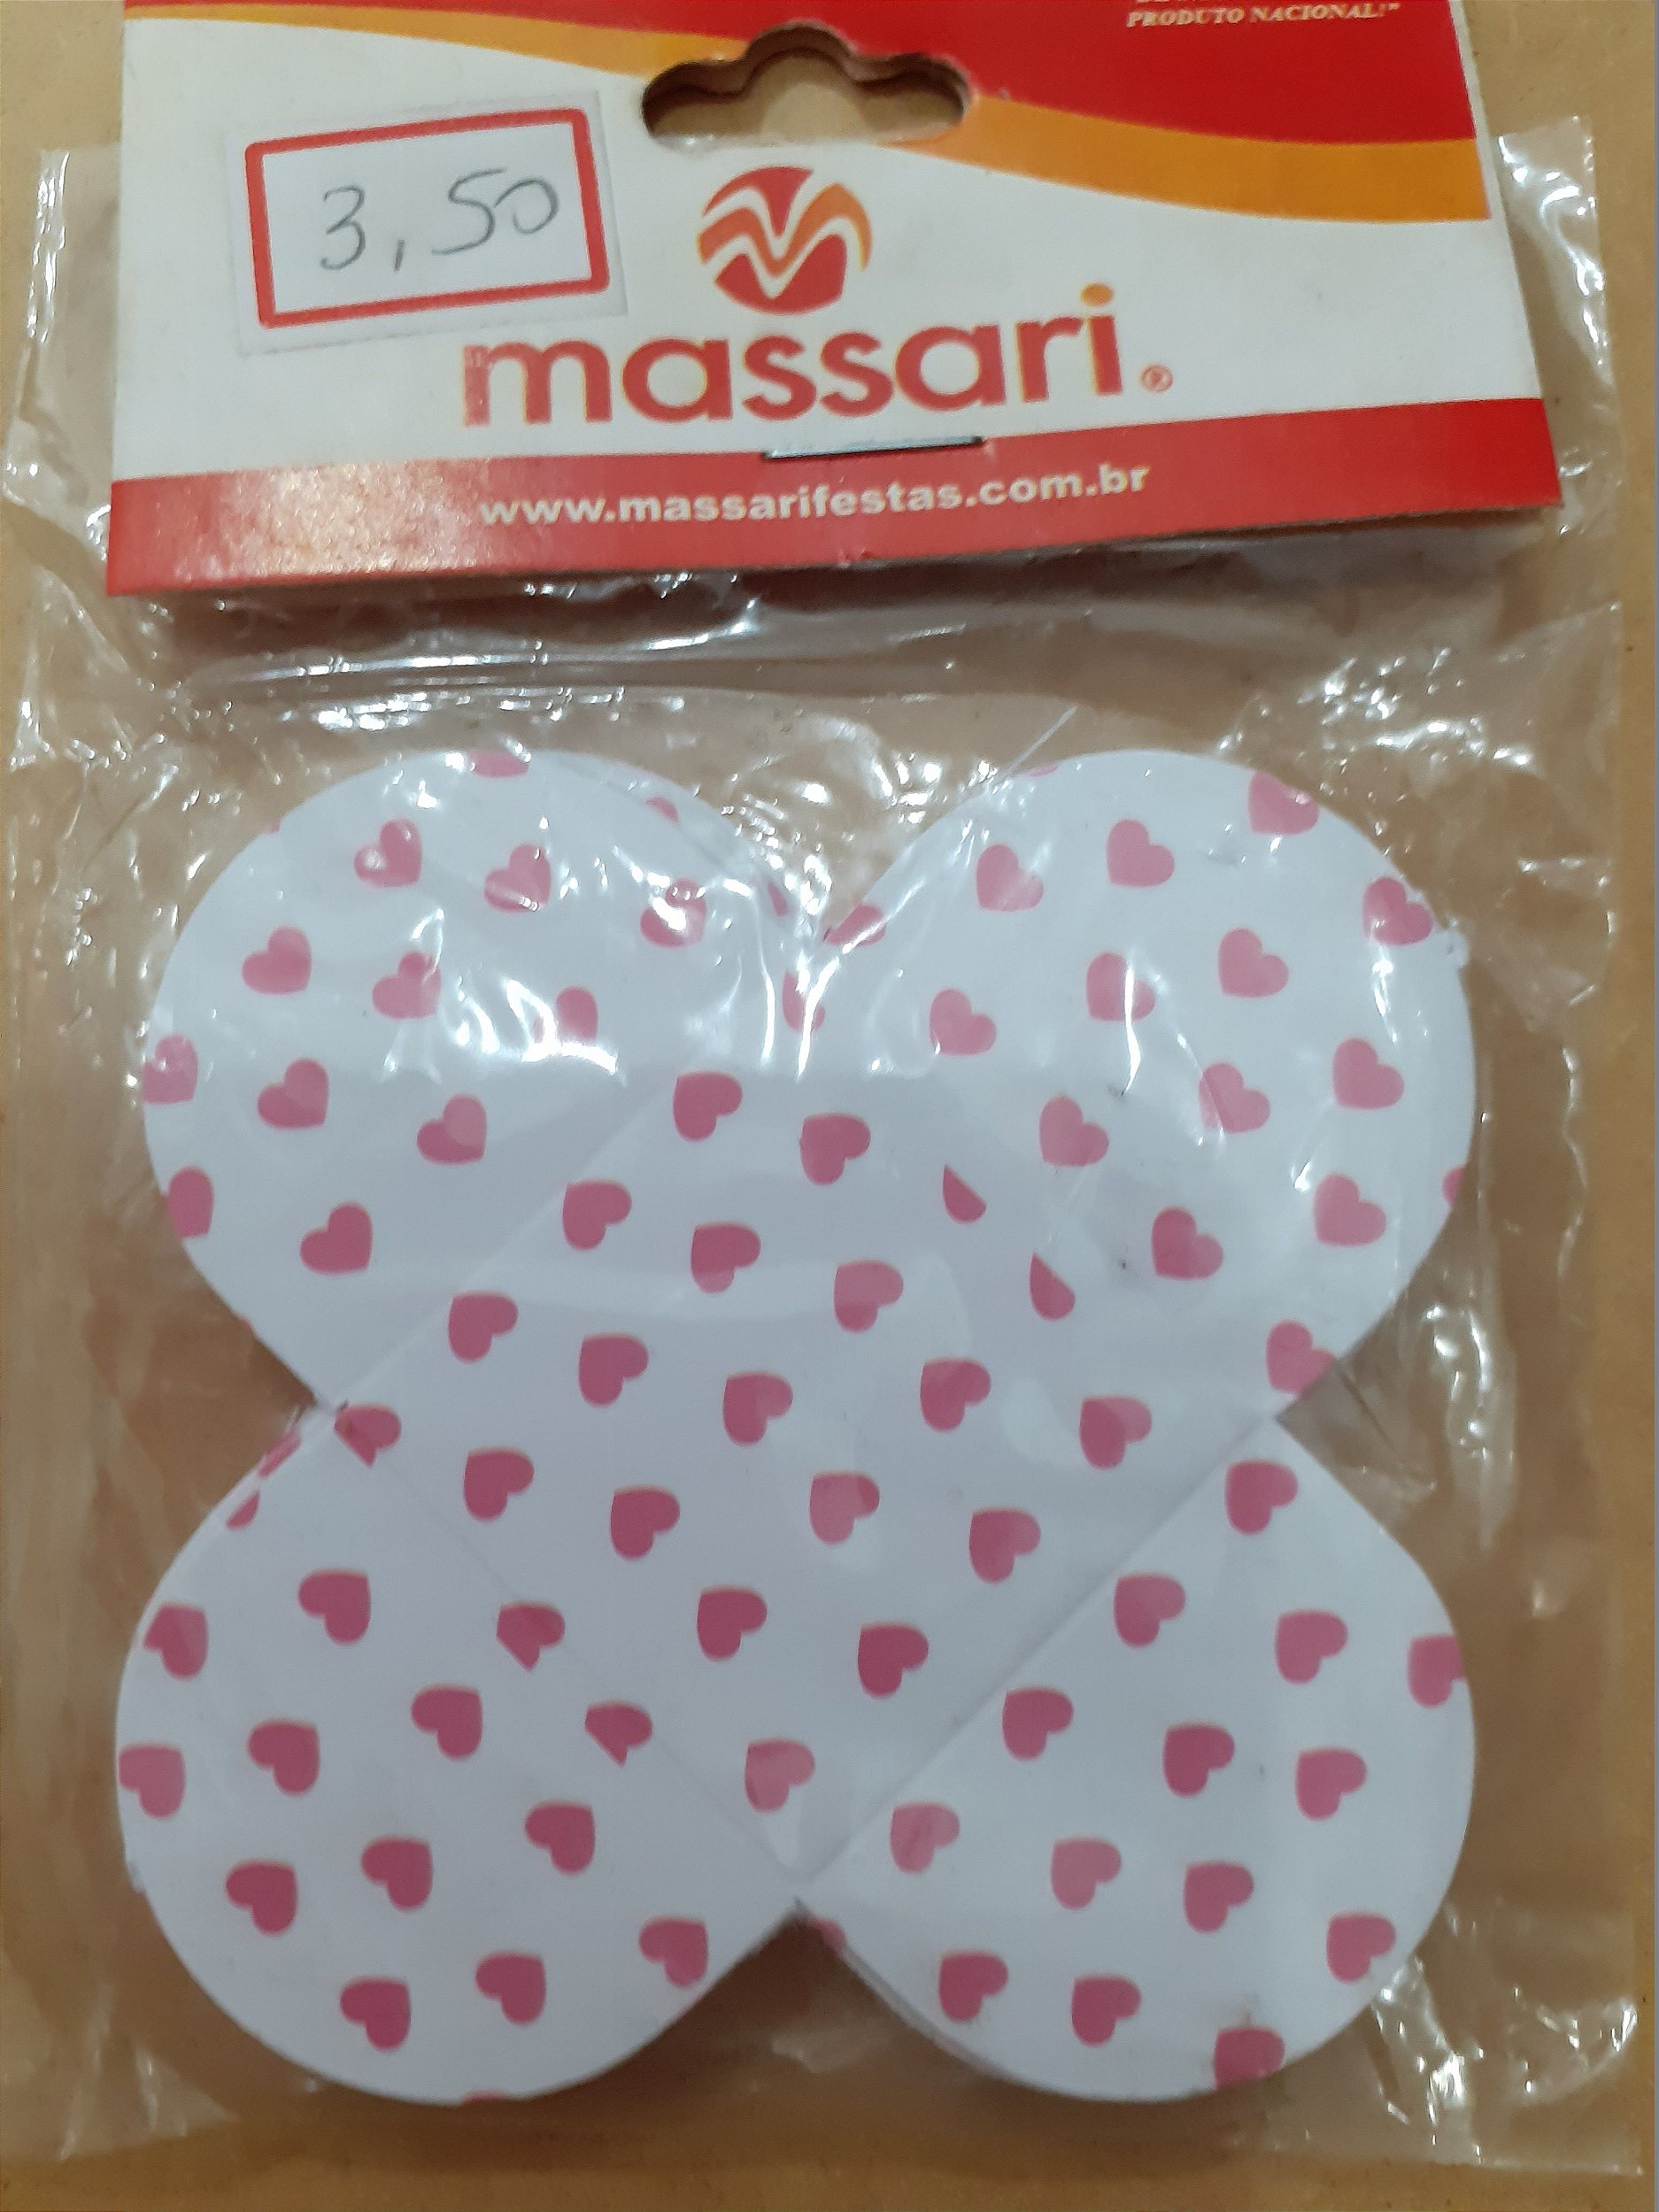 PRODUTO NACIONAL!"
3,50
massari®
www.massarifestas.com.br